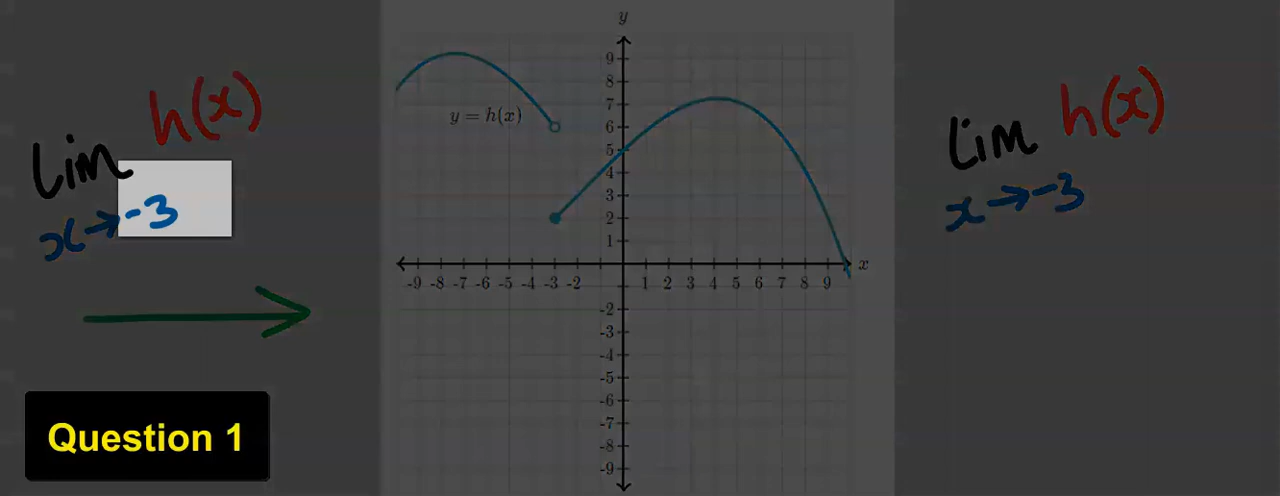 lim h(x)
x→-3
Question 1
y
9
8
7
6
5
4
3
2
1
y = h(x)
-9 -8 -7 -6 -5 -4 -3 -2 1 2 3 4 5 6 7 8 9 x
-2
-3
-4
-5
-6
-7
-8
-9
lim h(x)
x→-3